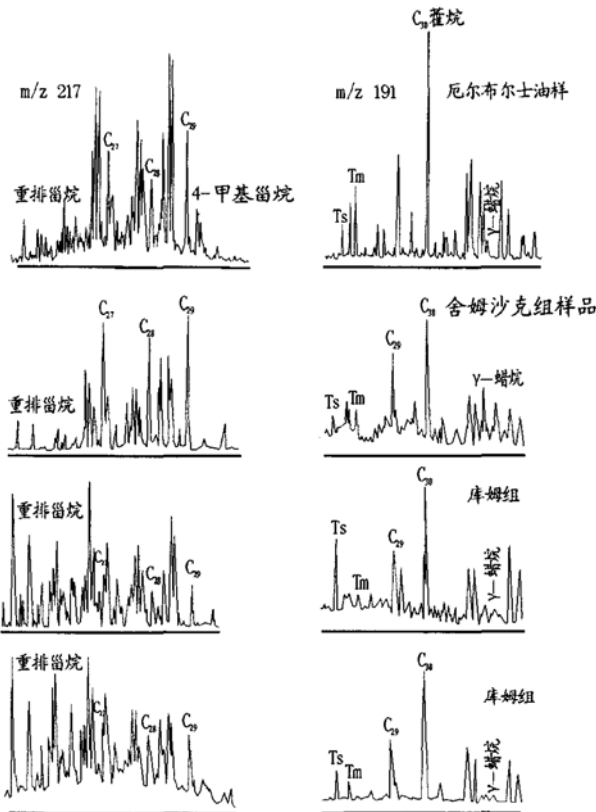 C₃₀藿烷
m/z 217
m/z 191
厄尔布尔士油样
C₂₇
C₂₈
C₂₉
重排甾烷
4-甲基甾烷
Ts
Tm
γ-蜡烷
C₂₇
C₂₈
C₂₉
重排甾烷
C₃₀
舍姆沙克组样品
C₂₉
Ts
Tm
γ-蜡烷
重排甾烷
C₂₈
C₂₉
C₃₀
库姆组
Ts
Tm
C₂₉
γ-蜡烷
重排甾烷
C₂₈
C₂₉
C₃₀
库姆组
C₂₉
Ts
Tm
γ-蜡烷